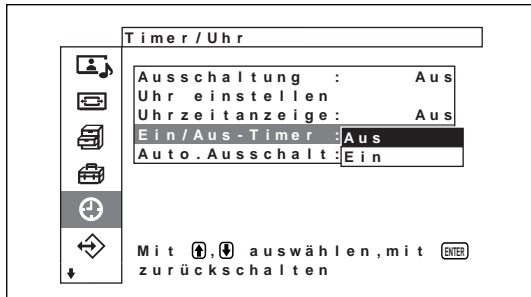 Timer/Uhr
Ausschaltung : Aus
Uhr einstellen
Uhrzeitanzeige: Aus
Ein/Aus-Timer : Aus
Auto.Ausschalt: Ein
Mit ↑,↓ auswählen,mit ENTER
zurückschalten